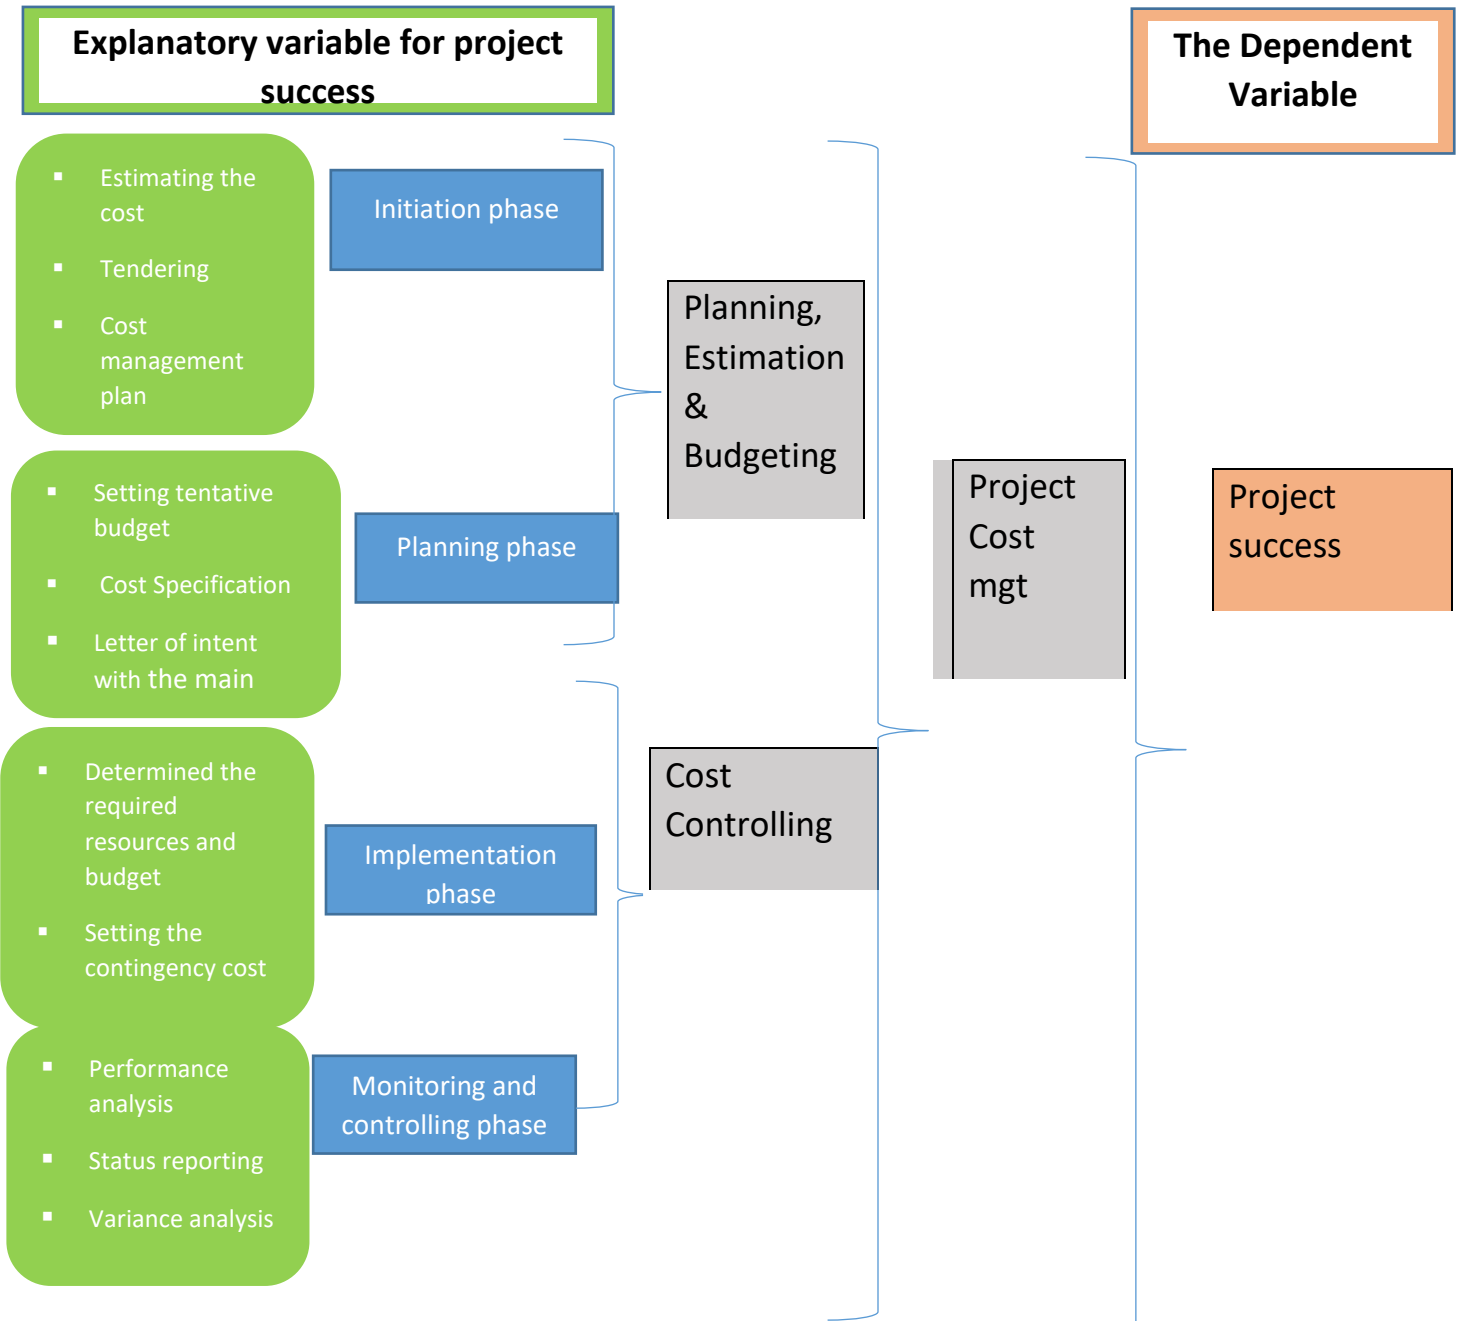 Explanatory variable for project
success
The Dependent
Variable
▪ Estimating the
cost
▪ Tendering
▪ Cost
management
plan
Initiation phase
Planning,
Estimation
&
Budgeting
▪ Setting tentative
budget
▪ Cost Specification
▪ Letter of intent
with the main
Planning phase
Project
Cost
mgt
Project
success
▪ Determined the
required
resources and
budget
▪ Setting the
contingency cost
Implementation
phase
Cost
Controlling
▪ Performance
analysis
▪ Status reporting
▪ Variance analysis
Monitoring and
controlling phase